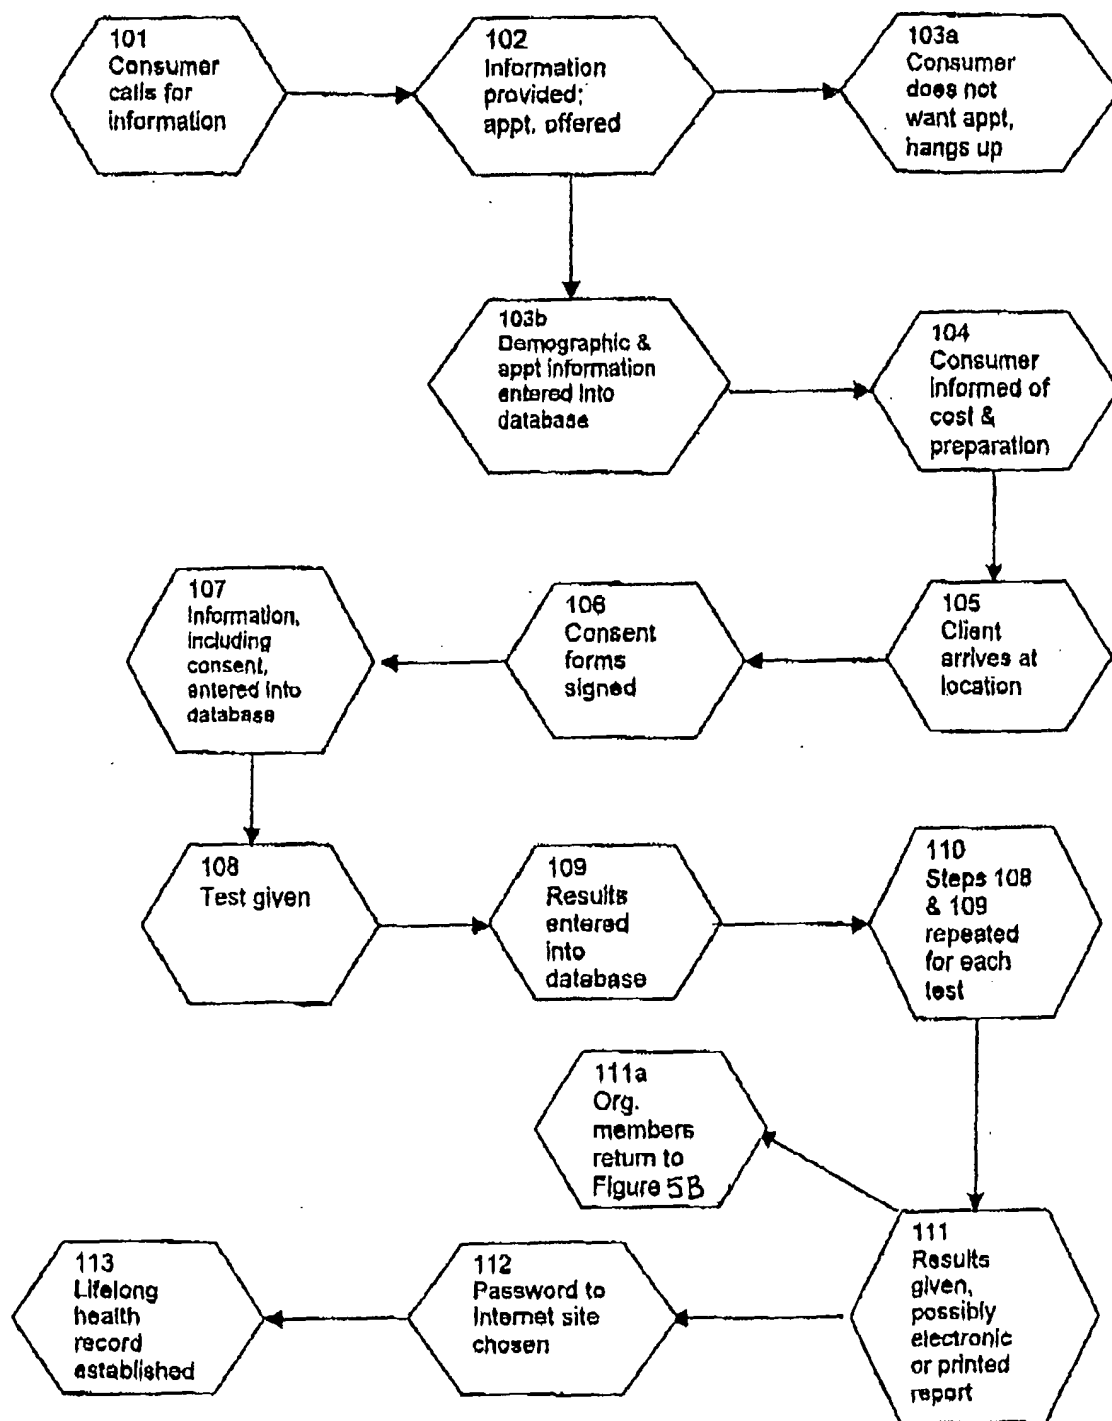 101
Consumer
calls for
information
102
Information
provided;
appt. offered
103a
Consumer
does not
want appt,
hangs up
103b
Demographic &
appt information
entered into
database
104
Consumer
informed of
cost &
preparation
107
Information,
including
consent,
entered into
database
106
Consent
forms
signed
105
Client
arrives at
location
108
Test given
109
Results
entered
into
database
110
Steps 108
& 109
repeated
for each
test
111a
Org.
members
return to
Figure 5B
113
Lifelong
health
record
established
112
Password to
Internet site
chosen
111
Results
given,
possibly
electronic
or printed
report